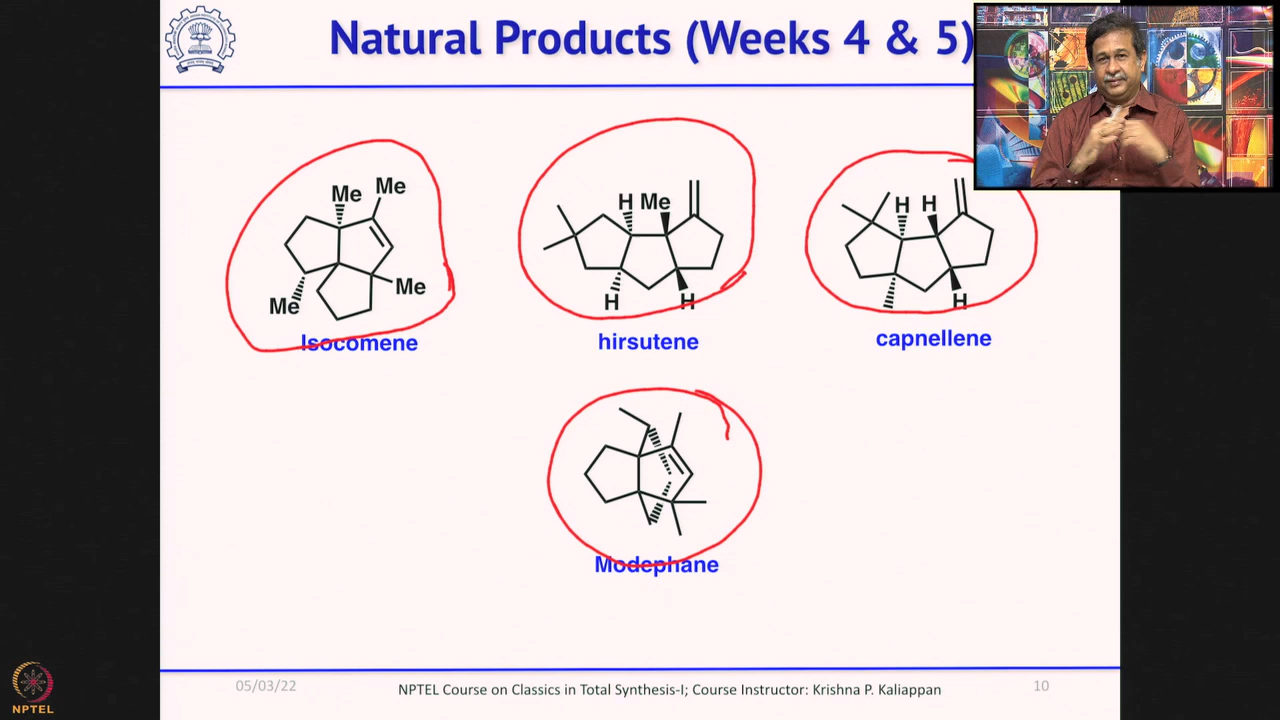 Natural Products (Weeks 4 & 5)
Me Me
Me
Me
Isocomene
H Me
H H
hirsutene
H H
H
capnellene
Modephane
05/03/22
NPTEL Course on Classics in Total Synthesis-I; Course Instructor: Krishna P. Kaliappan
10
NPTEL